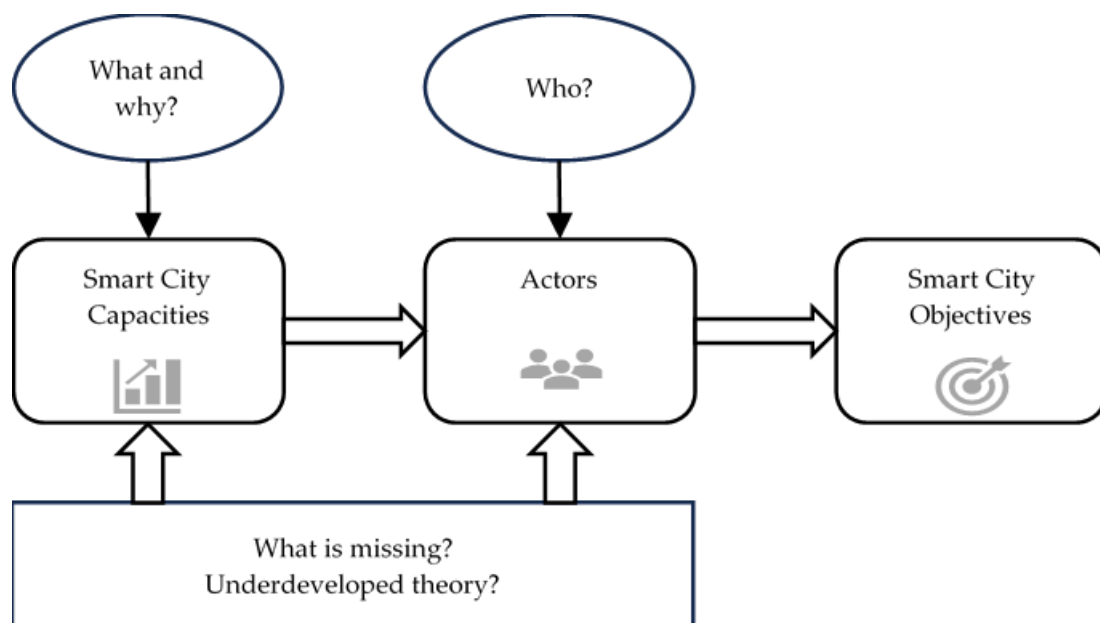 What and
why?
Who?
Smart City
Capacities
Actors
Smart City
Objectives
What is missing?
Underdeveloped theory?